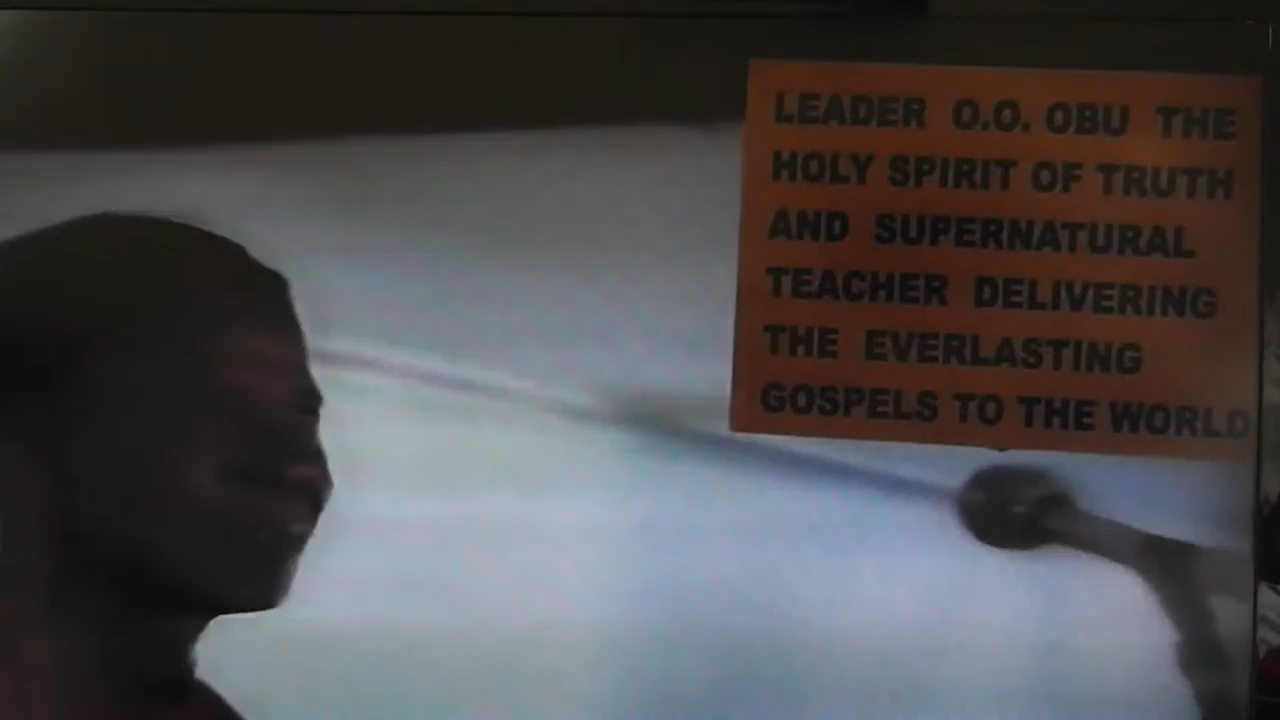 LEADER O.O. OBU THE
HOLY SPIRIT OF TRUTH
AND SUPERNATURAL
TEACHER DELIVERING
THE EVERLASTING
GOSPELS TO THE WORLD